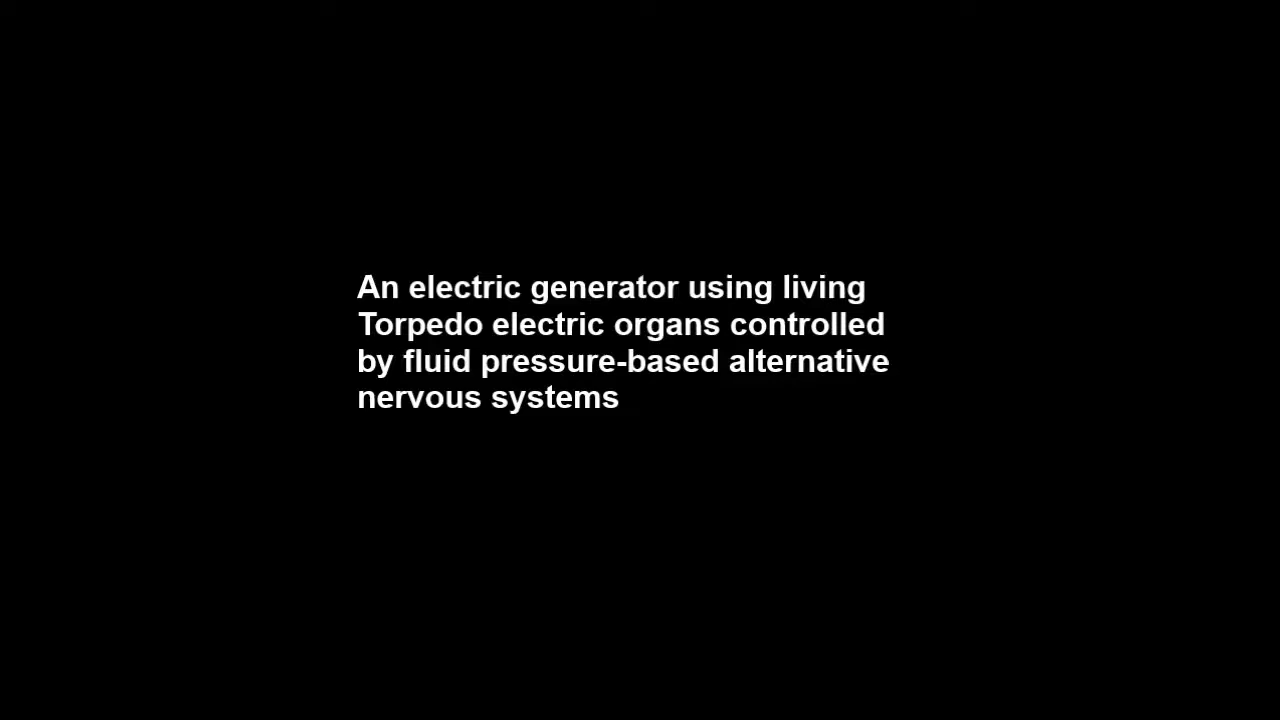 An electric generator using living
Torpedo electric organs controlled
by fluid pressure-based alternative
nervous systems